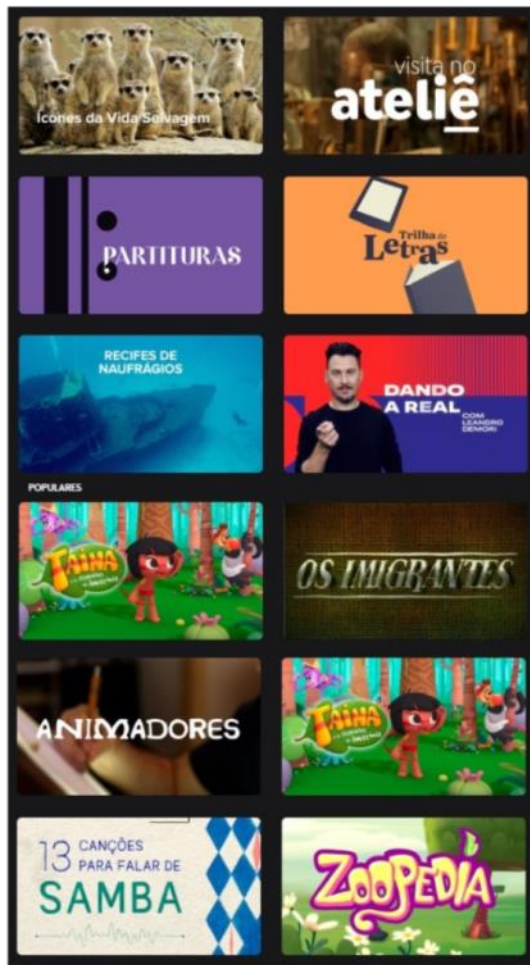 Ícones da Vida Selvagem
visita no
ateliê
PARTITURAS
Trilha de
Letras
RECIFES DE
NAUFRÁGIOS
DANDO
A REAL
COM
LEANDRO
DEMORI
POPULARES
TAINÁ
OS IMIGRANTES
ANIMADORES
TAINÁ
13 CANÇÕES
PARA FALAR DE
SAMBA
ZOOPEDIA